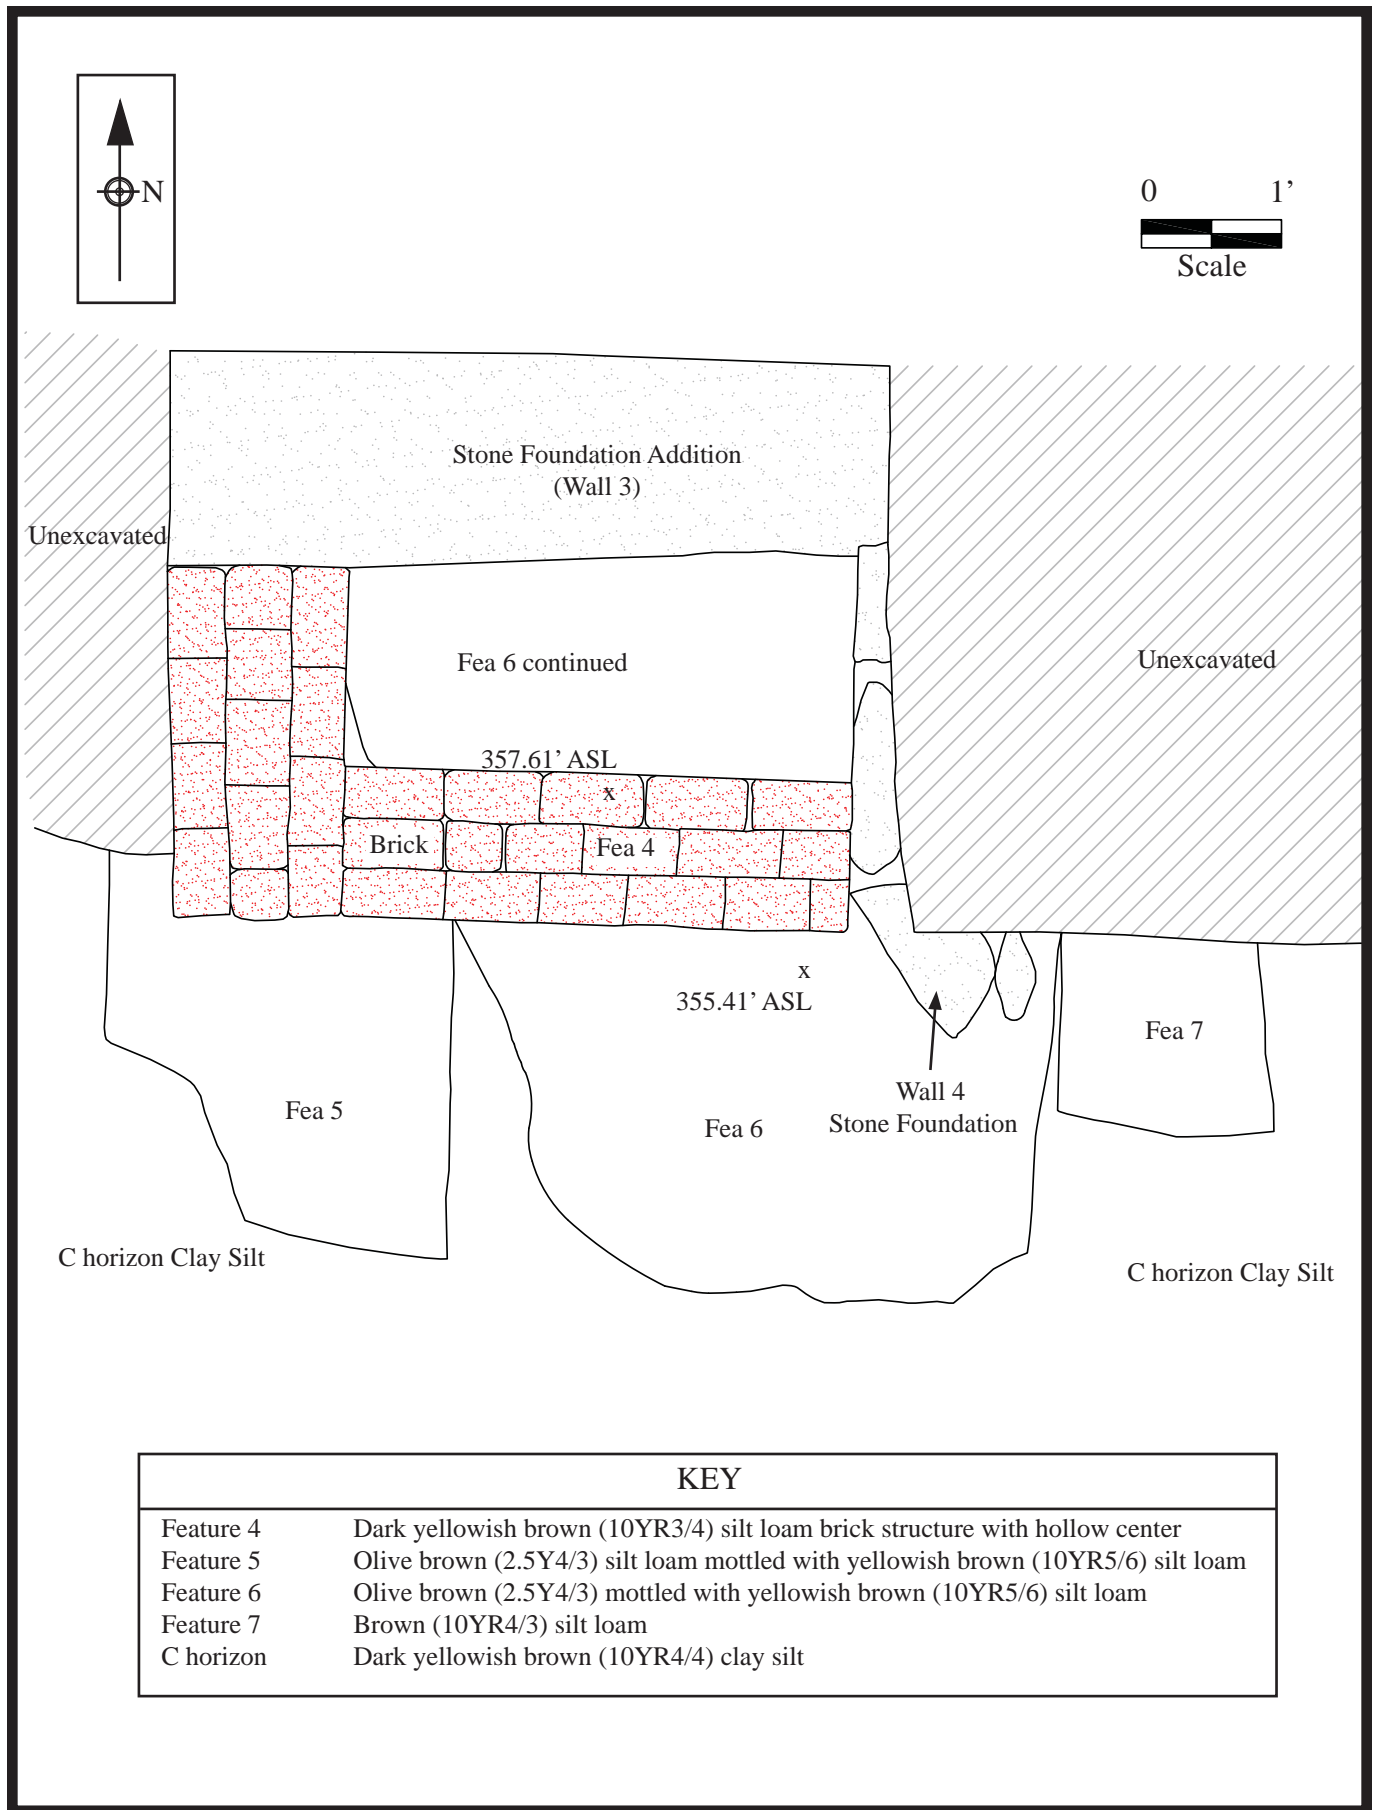 N
0 1’
Scale
Stone Foundation Addition
(Wall 3)
Unexcavated
Fea 6 continued
Unexcavated
357.61’ ASL
x
Brick
Fea 4
x
355.41’ ASL
Fea 7
Wall 4
Stone Foundation
Fea 5
Fea 6
C horizon Clay Silt
C horizon Clay Silt
KEY
Feature 4 Dark yellowish brown (10YR3/4) silt loam brick structure with hollow center
Feature 5 Olive brown (2.5Y4/3) silt loam mottled with yellowish brown (10YR5/6) silt loam
Feature 6 Olive brown (2.5Y4/3) mottled with yellowish brown (10YR5/6) silt loam
Feature 7 Brown (10YR4/3) silt loam
C horizon Dark yellowish brown (10YR4/4) clay silt